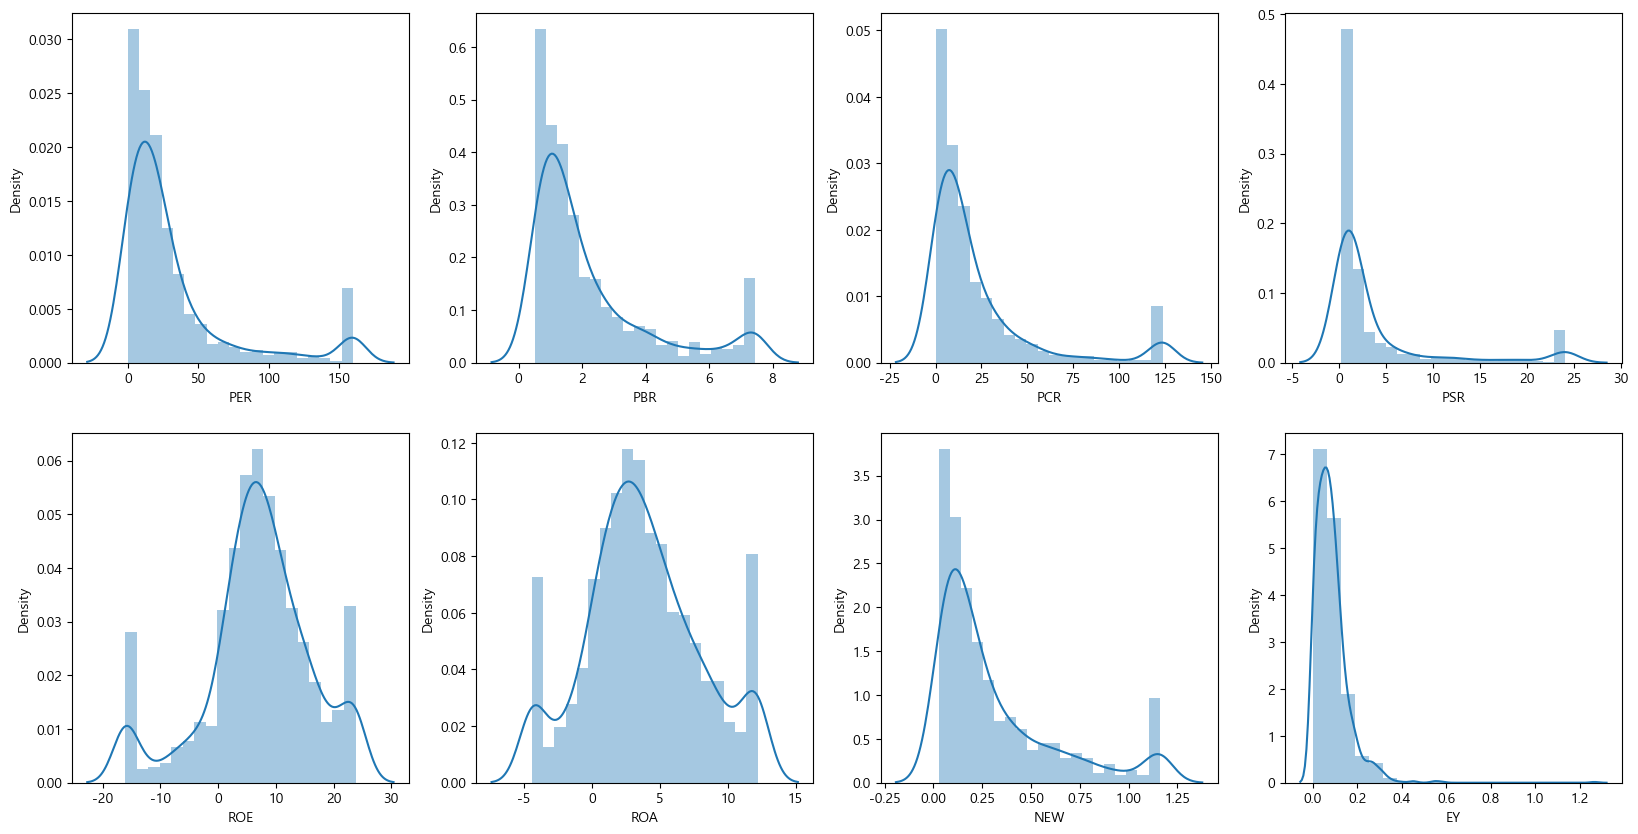 0.030
0.025
0.020
0.015
0.010
0.005
0.000
Density
0 50 100 150
PER
0.6
0.5
0.4
0.3
0.2
0.1
0.0
Density
0 2 4 6 8
PBR
0.05
0.04
0.03
0.02
0.01
0.00
Density
-25 0 25 50 75 100 125 150
PCR
0.5
0.4
0.3
0.2
0.1
0.0
Density
-5 0 5 10 15 20 25 30
PSR
0.06
0.05
0.04
0.03
0.02
0.01
0.00
Density
-20 -10 0 10 20 30
ROE
0.12
0.10
0.08
0.06
0.04
0.02
0.00
Density
-5 0 5 10 15
ROA
3.5
3.0
2.5
2.0
1.5
1.0
0.5
0.0
Density
-0.25 0.00 0.25 0.50 0.75 1.00 1.25
NEW
7
6
5
4
3
2
1
0
Density
0.0 0.2 0.4 0.6 0.8 1.0 1.2
EY